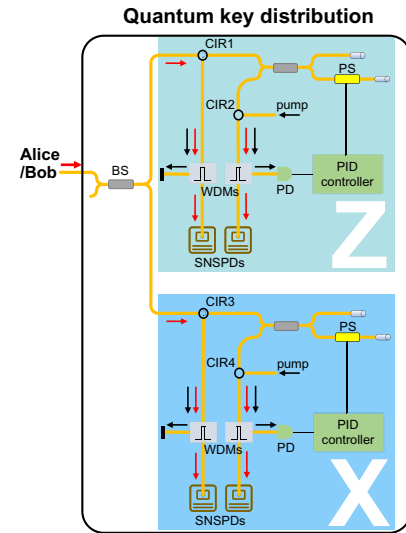 Quantum key distribution
CIR1
PS
CIR2
pump
Alice
/Bob
BS
WDMs
PD
PID
controller
SNSPDs
Z
CIR3
PS
CIR4
pump
WDMs
PD
PID
controller
SNSPDs
X